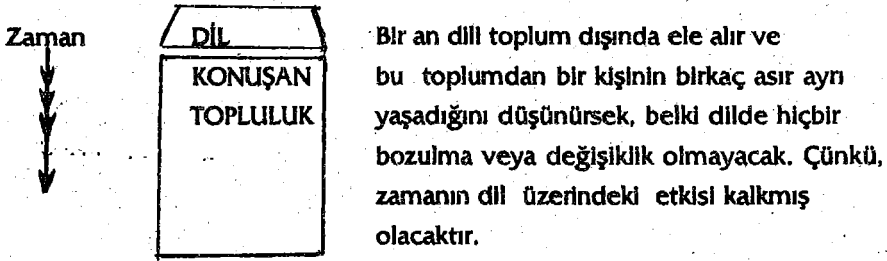 Zaman
DİL
KONUŞAN
TOPLULUK
Bir an dili toplum dışında ele alır ve
bu toplumdan bir kişinin birkaç asır ayrı
yaşadığını düşünürsek, belki dilde hiçbir
bozulma veya değişiklik olmayacak. Çünkü,
zamanın dil üzerindeki etkisi kalkmış
olacaktır.